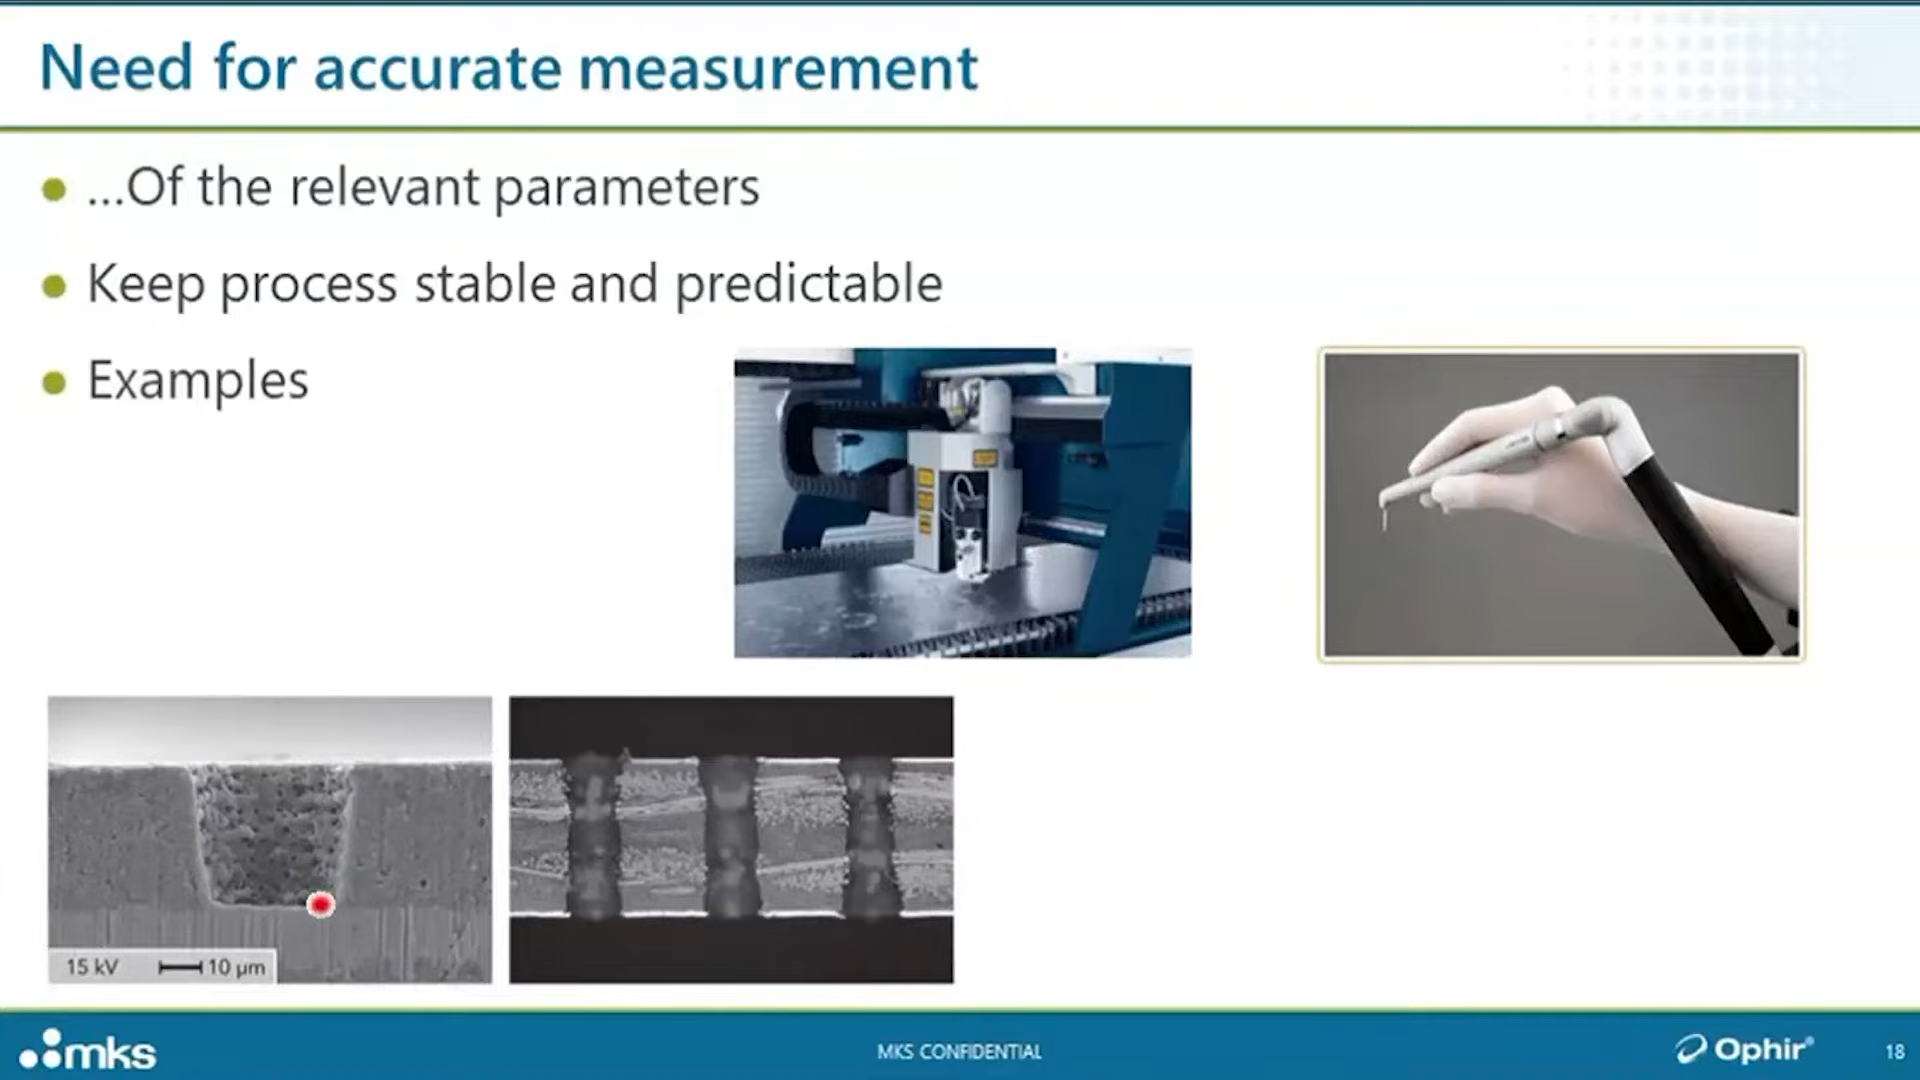 Need for accurate measurement
...Of the relevant parameters
Keep process stable and predictable
Examples
15 kV 10 µm
mks
MKS CONFIDENTIAL
Ophir®
18